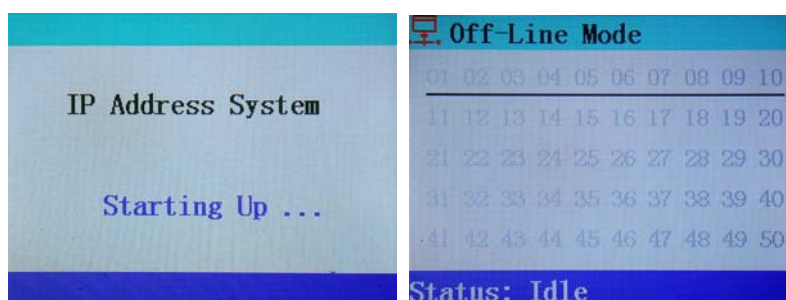 IP Address System
Starting Up ...
Off-Line Mode
01 02 03 04 05 06 07 08 09 10
11 12 13 14 15 16 17 18 19 20
21 22 23 24 25 26 27 28 29 30
31 32 33 34 35 36 37 38 39 40
41 42 43 44 45 46 47 48 49 50
Status: Idle